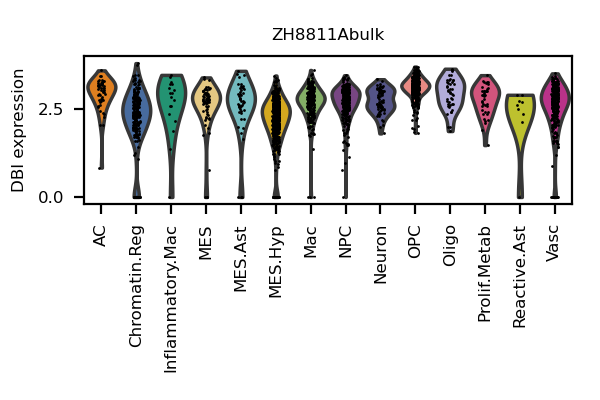 ZH8811Abulk
DBI expression
2.5
0.0
AC
Chromatin.Reg
Inflammatory.Mac
MES
MES.Ast
MES.Hyp
Mac
NPC
Neuron
OPC
Oligo
Prolif.Metab
Reactive.Ast
Vasc